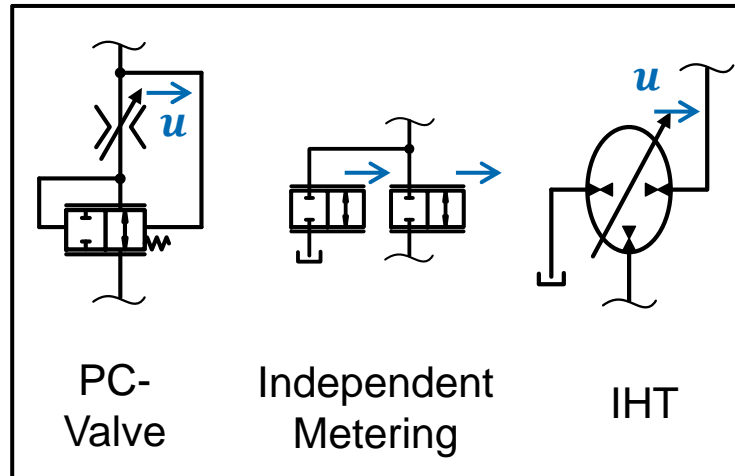 u
u
PC-
Valve
Independent
Metering
IHT